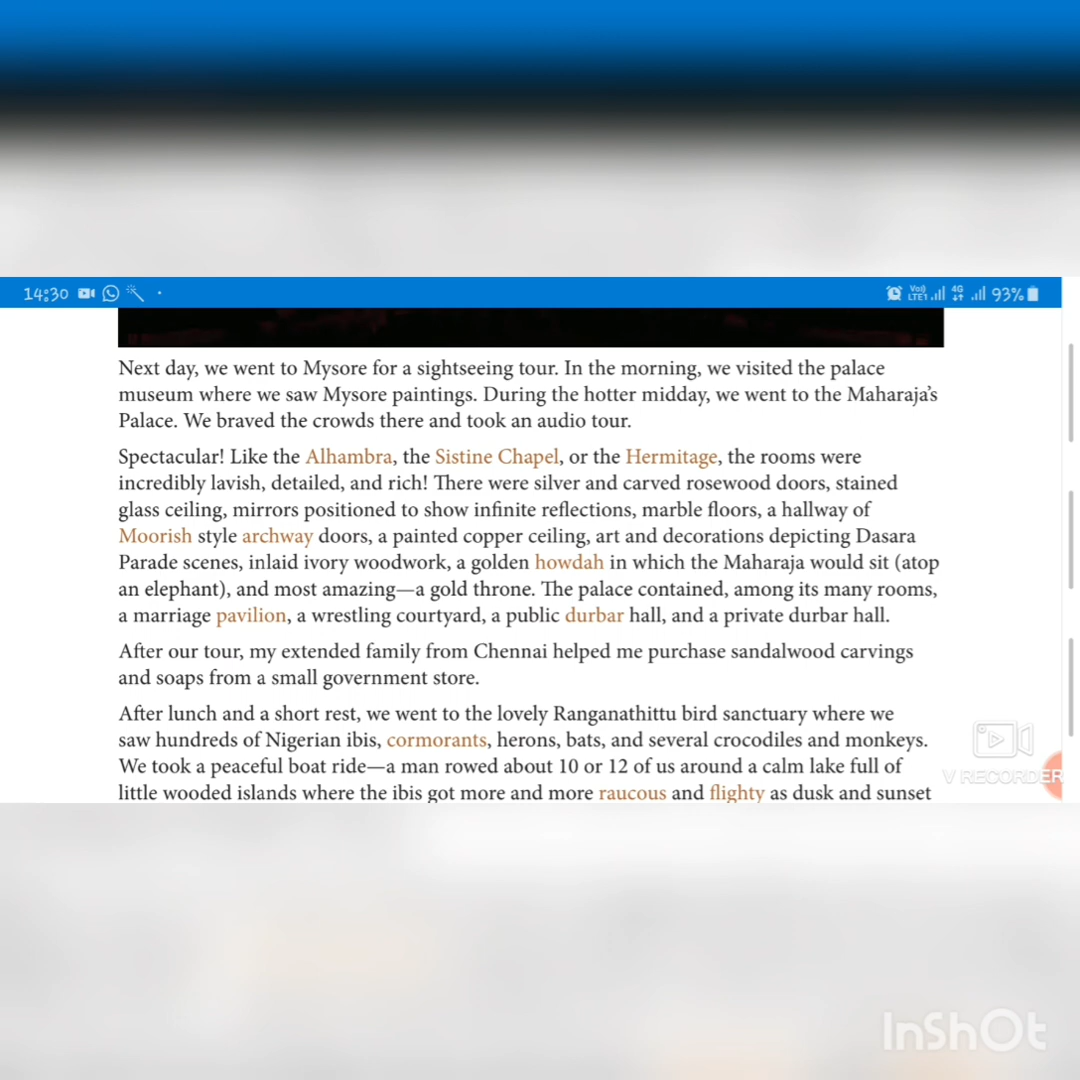 14:30 VoD LTE1 4G 93%
Next day, we went to Mysore for a sightseeing tour. In the morning, we visited the palace
museum where we saw Mysore paintings. During the hotter midday, we went to the Maharaja's
Palace. We braved the crowds there and took an audio tour.
Spectacular! Like the Alhambra, the Sistine Chapel, or the Hermitage, the rooms were
incredibly lavish, detailed, and rich! There were silver and carved rosewood doors, stained
glass ceiling, mirrors positioned to show infinite reflections, marble floors, a hallway of
Moorish style archway doors, a painted copper ceiling, art and decorations depicting Dasara
Parade scenes, inlaid ivory woodwork, a golden howdah in which the Maharaja would sit (atop
an elephant), and most amazing—a gold throne. The palace contained, among its many rooms,
a marriage pavilion, a wrestling courtyard, a public durbar hall, and a private durbar hall.
After our tour, my extended family from Chennai helped me purchase sandalwood carvings
and soaps from a small government store.
After lunch and a short rest, we went to the lovely Ranganathittu bird sanctuary where we
saw hundreds of Nigerian ibis, cormorants, herons, bats, and several crocodiles and monkeys.
We took a peaceful boat ride—a man rowed about 10 or 12 of us around a calm lake full of
little wooded islands where the ibis got more and more raucous and flighty as dusk and sunset
V RECORDER
InShOt